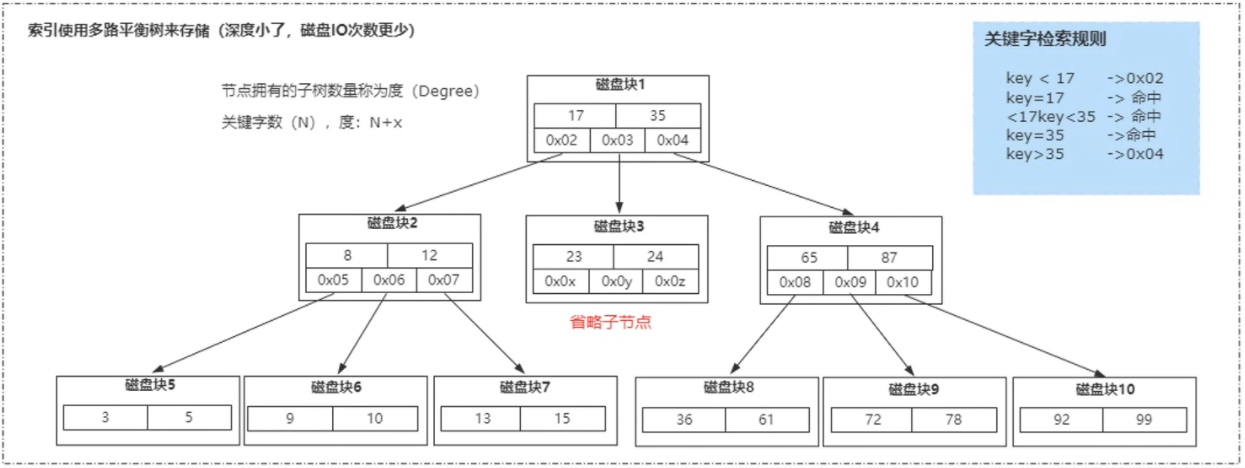 索引使用多路平衡树来存储（深度小了，磁盘IO次数更少）
关键字检索规则
key < 17 ->0x02
key=17 -> 命中
<17key<35 -> 命中
key=35 ->命中
key>35 ->0x04
节点拥有的子树数量称为度（Degree）
关键字数（N），度：N+x
磁盘块1
17 35
0x02 0x03 0x04
磁盘块2
8 12
0x05 0x06 0x07
磁盘块3
23 24
0x0x 0x0y 0x0z
省略子节点
磁盘块4
65 87
0x08 0x09 0x10
磁盘块5
3 5
磁盘块6
9 10
磁盘块7
13 15
磁盘块8
36 61
磁盘块9
72 78
磁盘块10
92 99